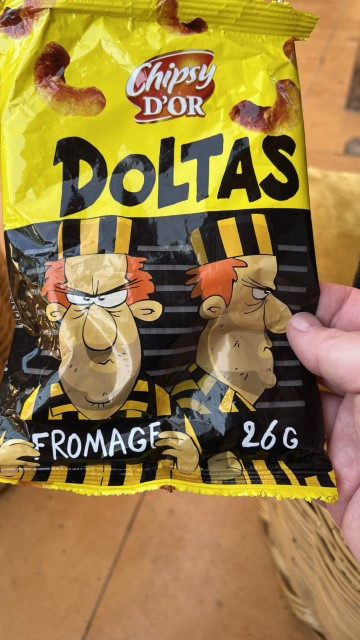 Chipsy
D'OR
DOLTAS
FROMAGE
26G